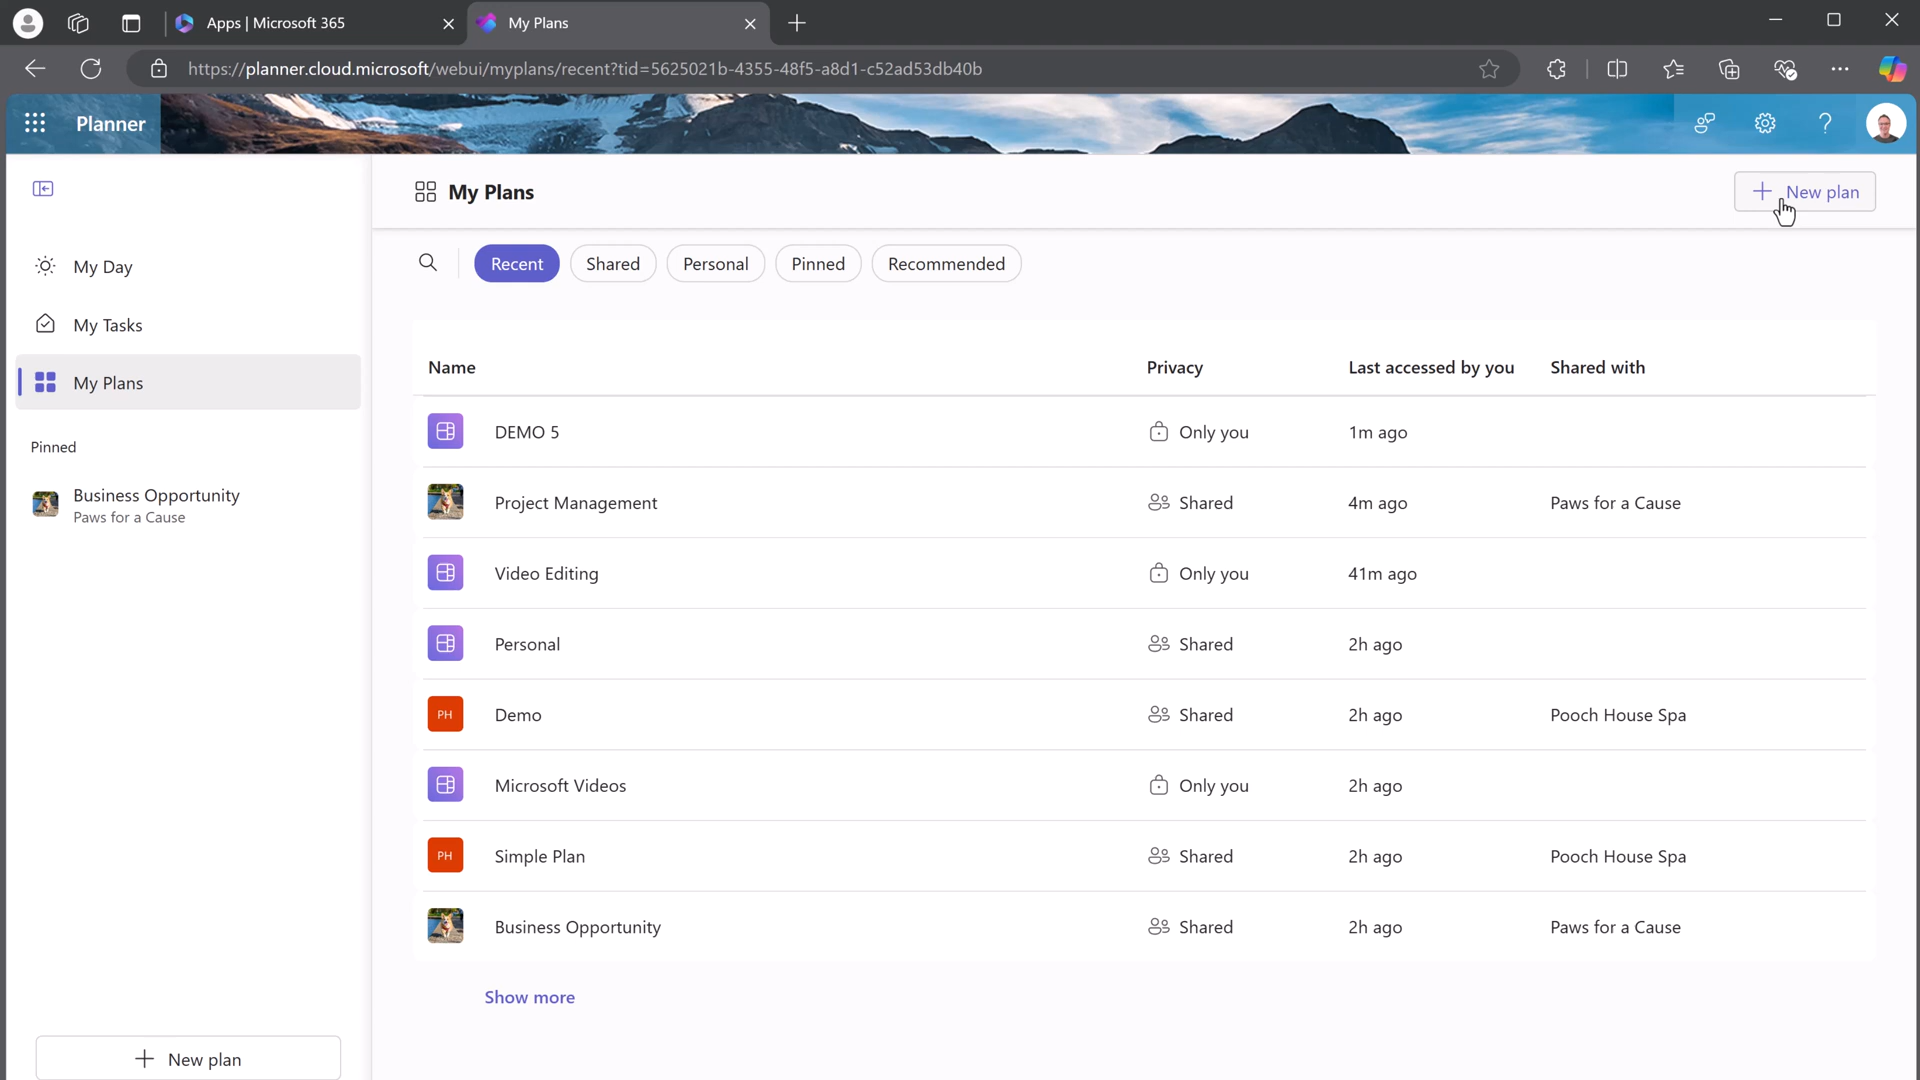 Apps | Microsoft 365
My Plans
https://planner.cloud.microsoft/webui/myplans/recent?tid=5625021b-4355-48f5-a8d1-c52ad53db40b
Planner
My Plans
New plan
My Day
My Tasks
My Plans
Pinned
Business Opportunity
Paws for a Cause
New plan
Recent
Shared
Personal
Pinned
Recommended
Name Privacy Last accessed by you Shared with
DEMO 5 Only you 1m ago
Project Management Shared 4m ago Paws for a Cause
Video Editing Only you 41m ago
Personal Shared 2h ago
PH Demo Shared 2h ago Pooch House Spa
Microsoft Videos Only you 2h ago
PH Simple Plan Shared 2h ago Pooch House Spa
Business Opportunity Shared 2h ago Paws for a Cause
Show more